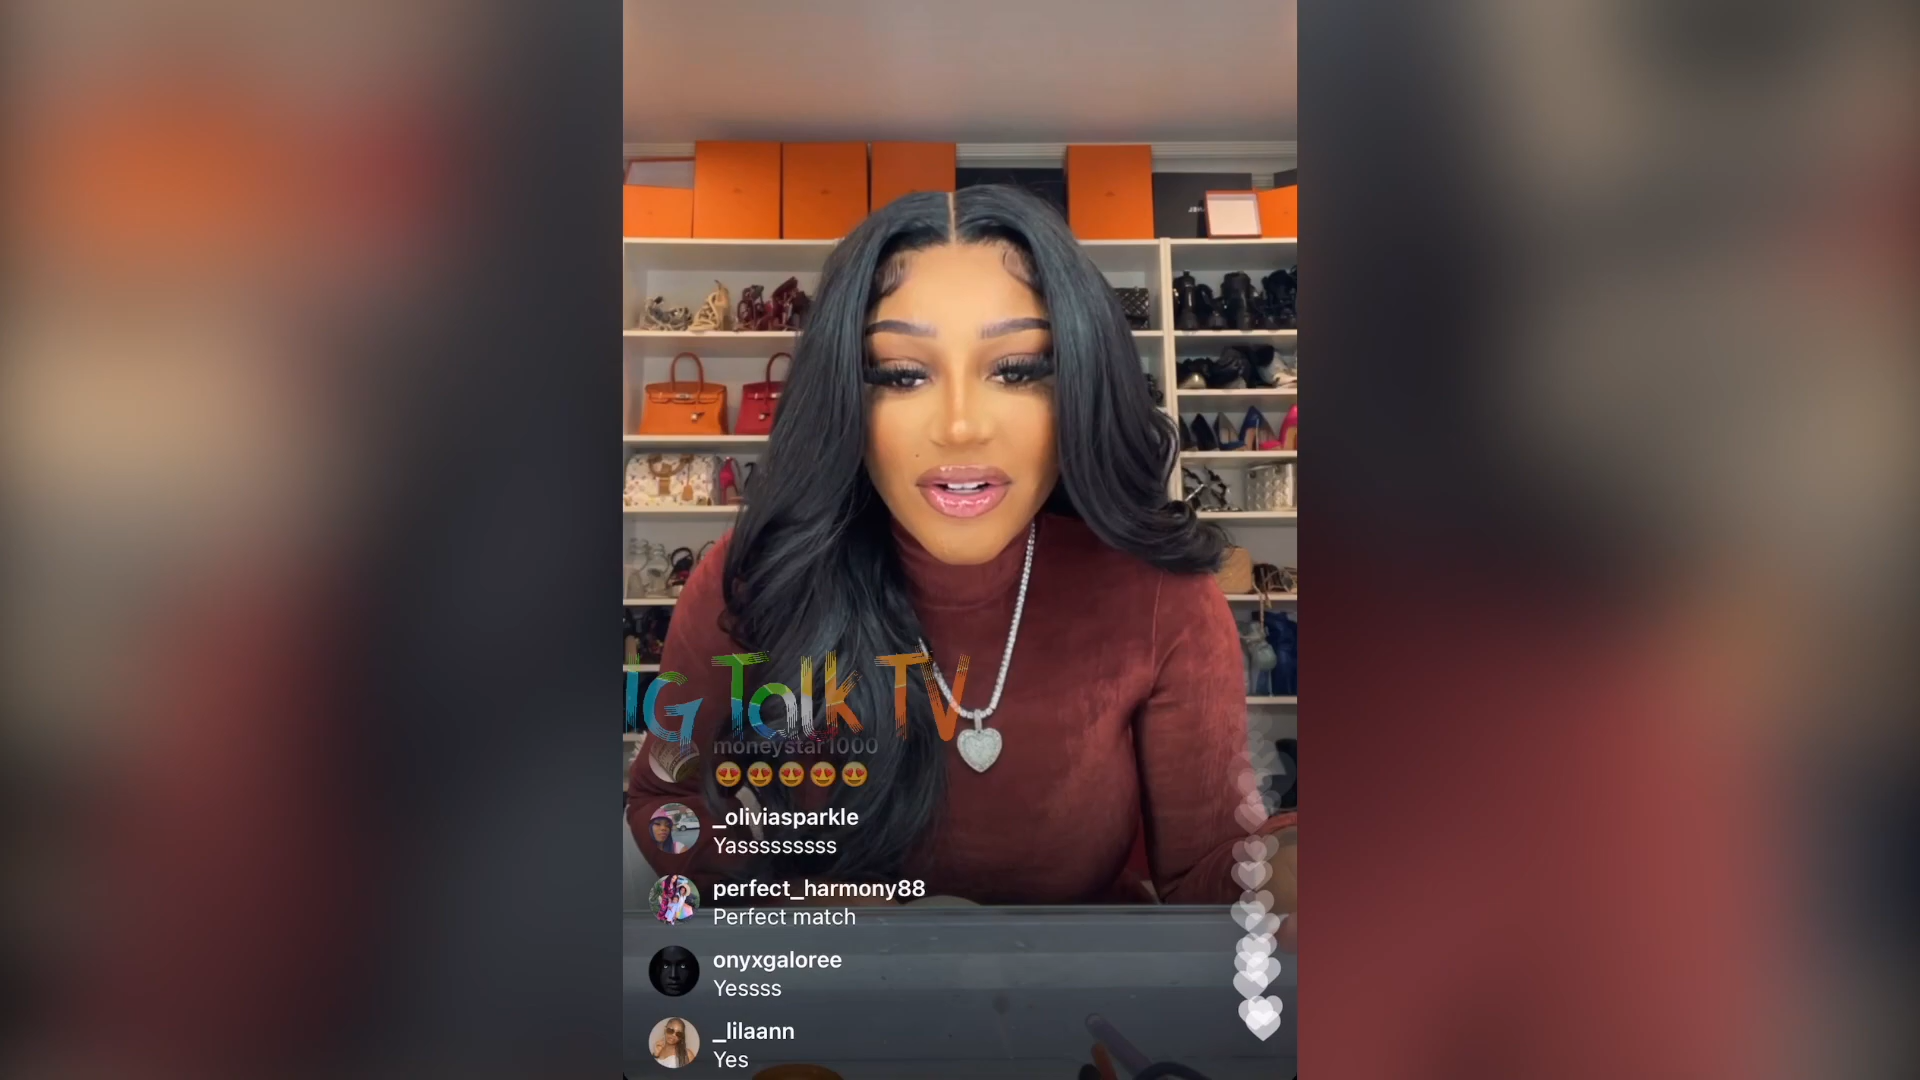 IG Talk TV
moneystar1000
😍😍😍😍😍
_oliviasparkle
Yasssssssss
perfect_harmony88
Perfect match
onyxgaloree
Yessss
_lilaann
Yes